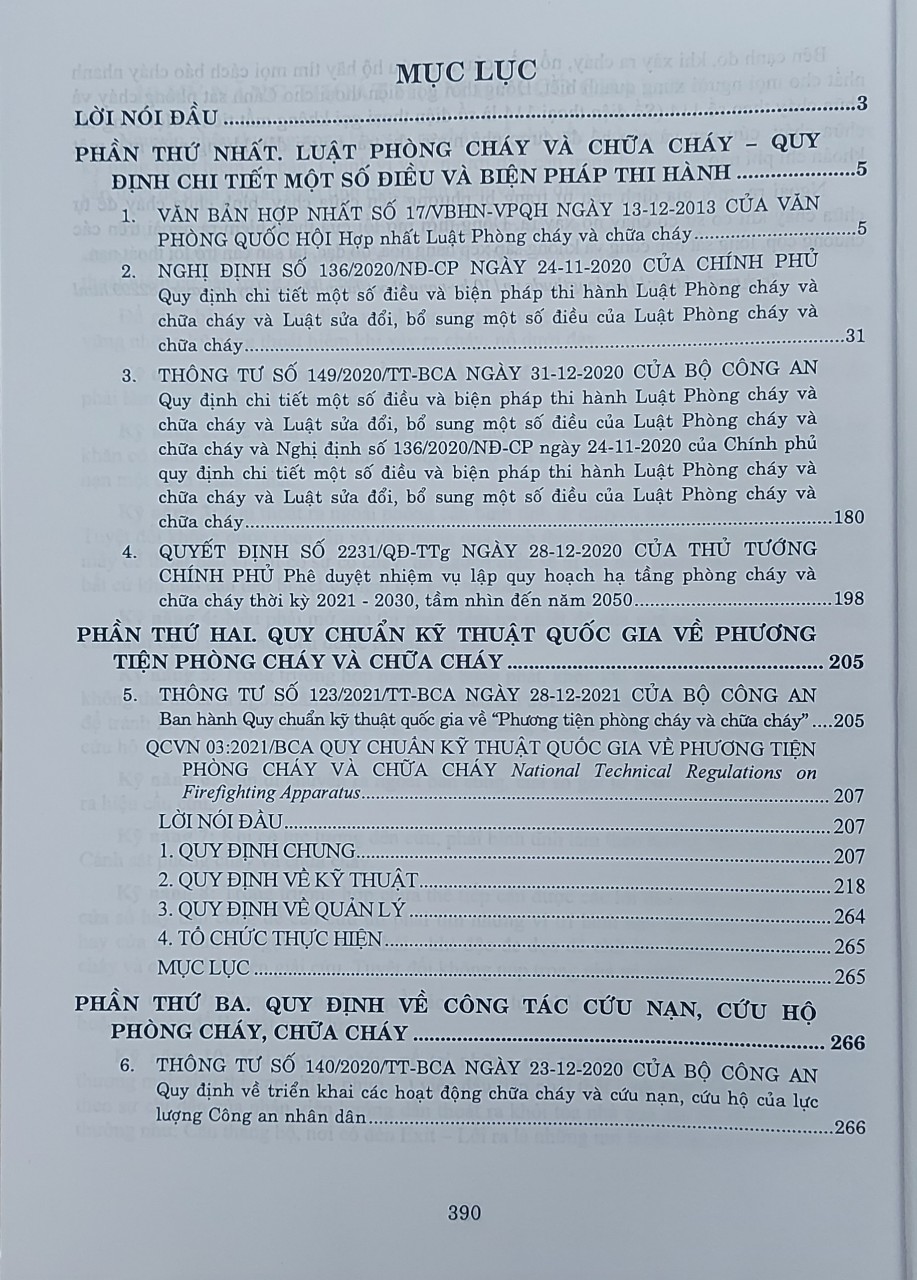 MỤC LỤC
LỜI NÓI ĐẦU ........ 3
PHẦN THỨ NHẤT. LUẬT PHÒNG CHÁY VÀ CHỮA CHÁY – QUY
ĐỊNH CHI TIẾT MỘT SỐ ĐIỀU VÀ BIỆN PHÁP THI HÀNH ........ 5
1. VĂN BẢN HỢP NHẤT SỐ 17/VBHN-VPQH NGÀY 13-12-2013 CỦA VĂN
PHÒNG QUỐC HỘI Hợp nhất Luật Phòng cháy và chữa cháy ........ 5
2. NGHỊ ĐỊNH SỐ 136/2020/NĐ-CP NGÀY 24-11-2020 CỦA CHÍNH PHỦ
Quy định chi tiết một số điều và biện pháp thi hành Luật Phòng cháy và
chữa cháy và Luật sửa đổi, bổ sung một số điều của Luật Phòng cháy và
chữa cháy ........ 31
3. THÔNG TƯ SỐ 149/2020/TT-BCA NGÀY 31-12-2020 CỦA BỘ CÔNG AN
Quy định chi tiết một số điều và biện pháp thi hành Luật Phòng cháy và
chữa cháy và Luật sửa đổi, bổ sung một số điều của Luật Phòng cháy và
chữa cháy và Nghị định số 136/2020/NĐ-CP ngày 24-11-2020 của Chính phủ
quy định chi tiết một số điều và biện pháp thi hành Luật Phòng cháy và
chữa cháy và Luật sửa đổi, bổ sung một số điều của Luật Phòng cháy và
chữa cháy ........ 180
4. QUYẾT ĐỊNH SỐ 2231/QĐ-TTg NGÀY 28-12-2020 CỦA THỦ TƯỚNG
CHÍNH PHỦ Phê duyệt nhiệm vụ lập quy hoạch hạ tầng phòng cháy và
chữa cháy thời kỳ 2021 - 2030, tầm nhìn đến năm 2050 ........ 198
PHẦN THỨ HAI. QUY CHUẨN KỸ THUẬT QUỐC GIA VỀ PHƯƠNG
TIỆN PHÒNG CHÁY VÀ CHỮA CHÁY ........ 205
5. THÔNG TƯ SỐ 123/2021/TT-BCA NGÀY 28-12-2021 CỦA BỘ CÔNG AN
Ban hành Quy chuẩn kỹ thuật quốc gia về “Phương tiện phòng cháy và chữa cháy” .... 205
QCVN 03:2021/BCA QUY CHUẨN KỸ THUẬT QUỐC GIA VỀ PHƯƠNG TIỆN
PHÒNG CHÁY VÀ CHỮA CHÁY National Technical Regulations on
Firefighting Apparatus ........ 207
LỜI NÓI ĐẦU ........ 207
1. QUY ĐỊNH CHUNG ........ 207
2. QUY ĐỊNH VỀ KỸ THUẬT ........ 218
3. QUY ĐỊNH VỀ QUẢN LÝ ........ 264
4. TỔ CHỨC THỰC HIỆN ........ 265
MỤC LỤC ........ 265
PHẦN THỨ BA. QUY ĐỊNH VỀ CÔNG TÁC CỨU NẠN, CỨU HỘ
PHÒNG CHÁY, CHỮA CHÁY ........ 266
6. THÔNG TƯ SỐ 140/2020/TT-BCA NGÀY 23-12-2020 CỦA BỘ CÔNG AN
Quy định về triển khai các hoạt động chữa cháy và cứu nạn, cứu hộ của lực
lượng Công an nhân dân ........ 266
390